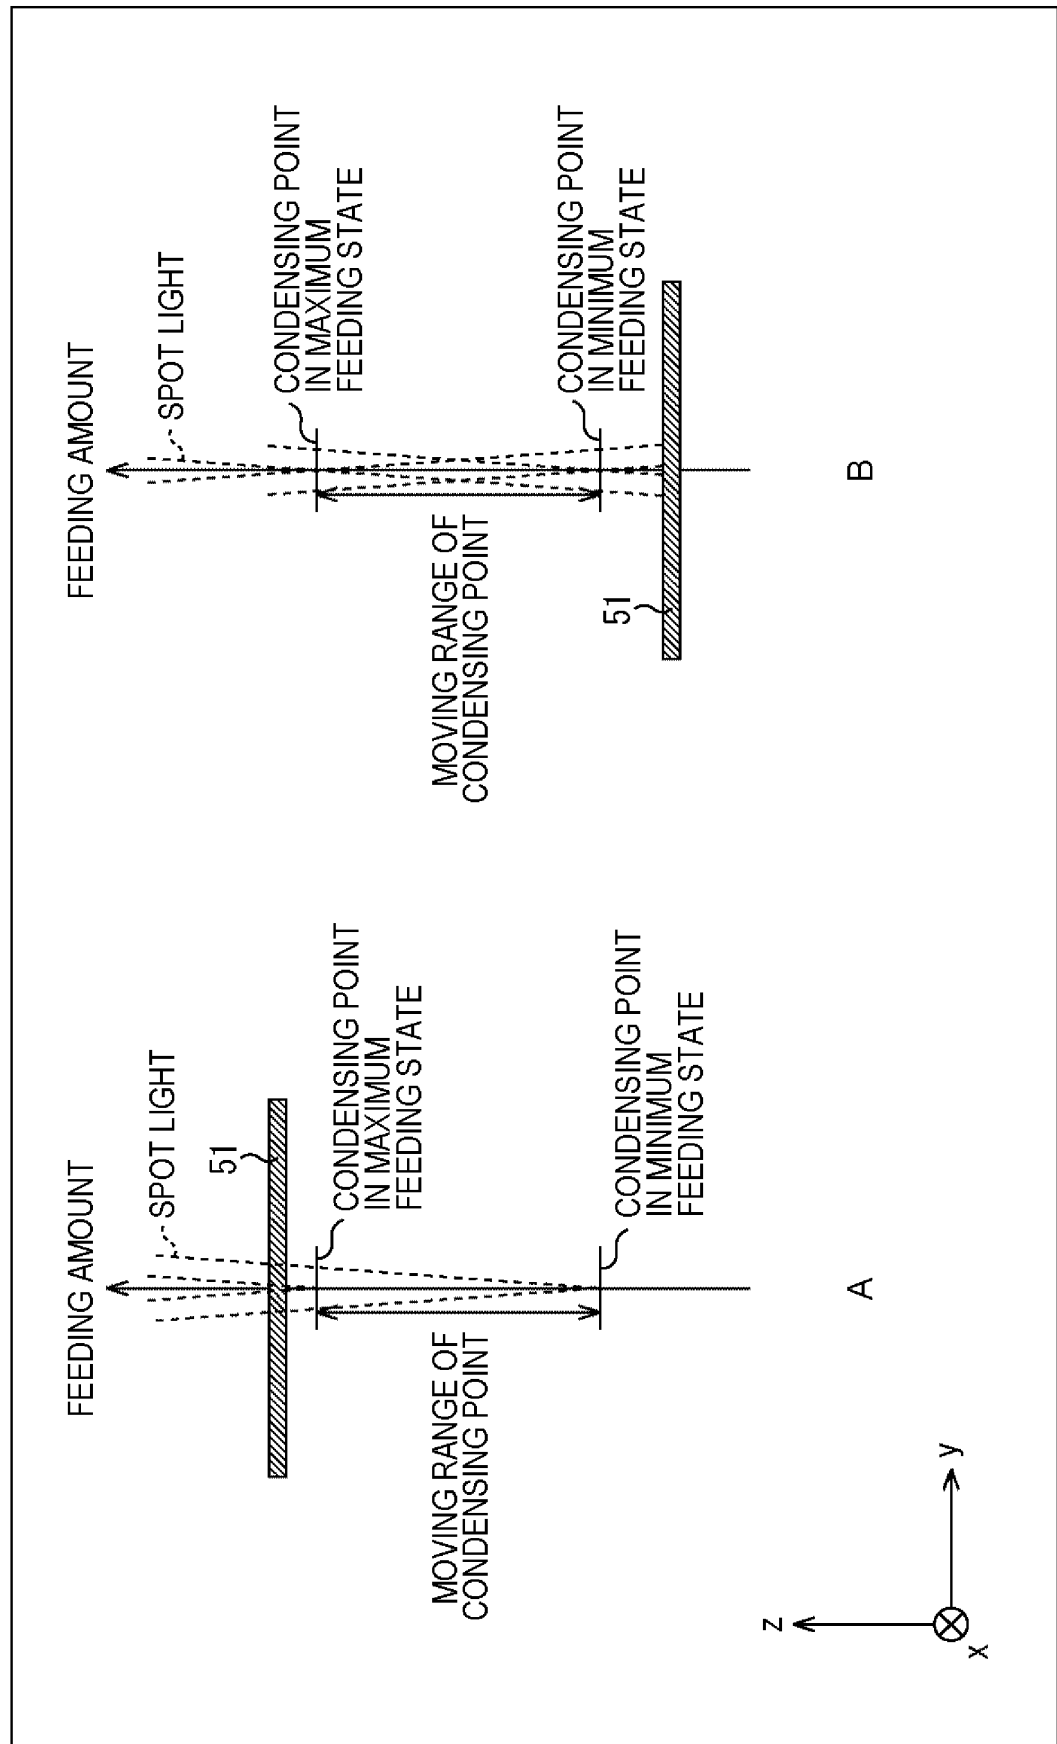 FEEDING AMOUNT
SPOT LIGHT
51
CONDENSING POINT
IN MAXIMUM
FEEDING STATE
MOVING RANGE OF
CONDENSING POINT
CONDENSING POINT
IN MINIMUM
FEEDING STATE
A
FEEDING AMOUNT
SPOT LIGHT
CONDENSING POINT
IN MAXIMUM
FEEDING STATE
MOVING RANGE OF
CONDENSING POINT
CONDENSING POINT
IN MINIMUM
FEEDING STATE
51
B
z
y
x